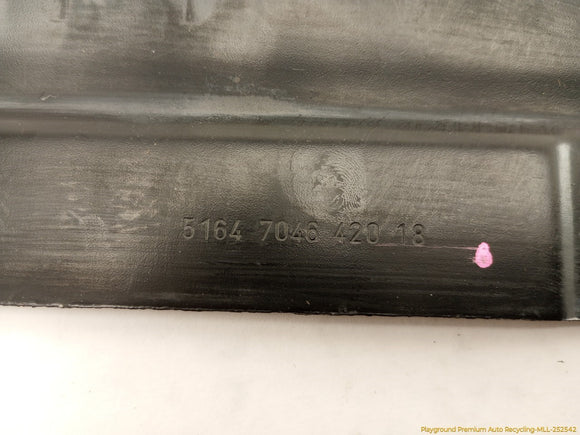 5164 7046 420 18
Playground Premium Auto Recycling-MLL-252542